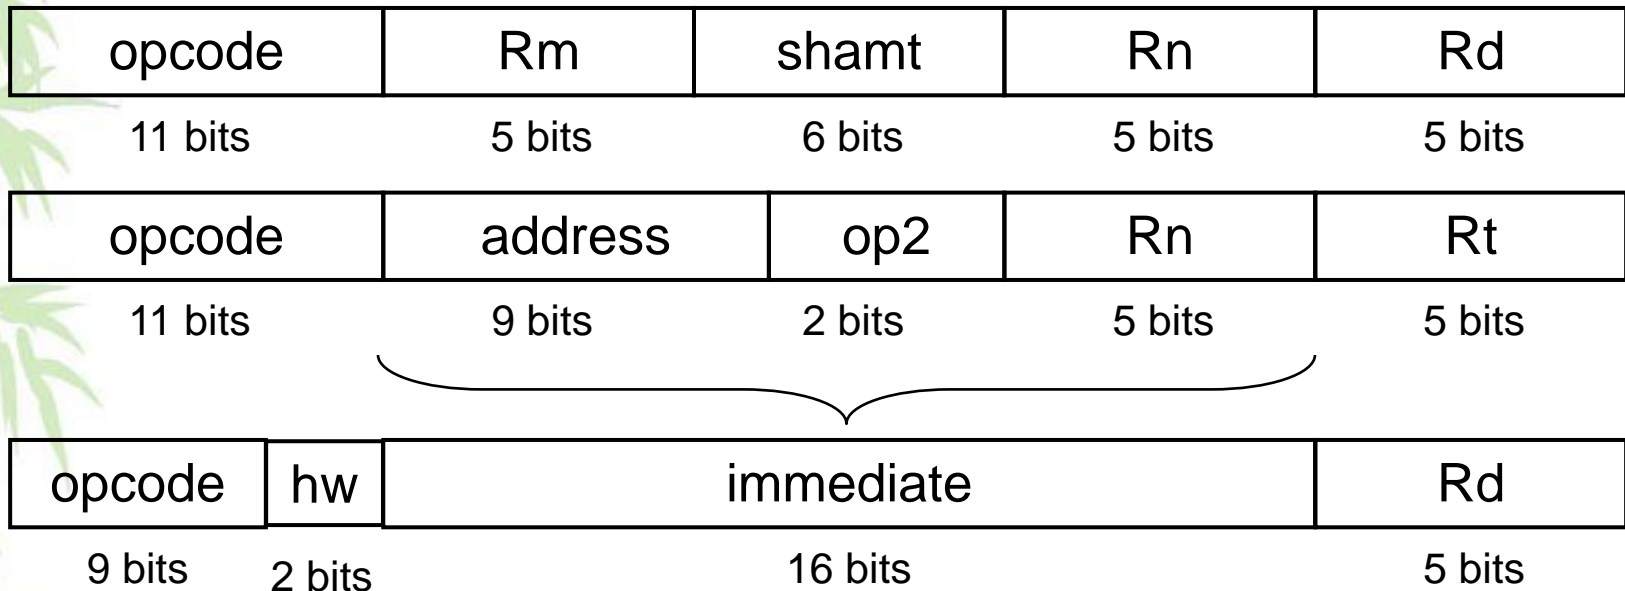 opcode Rm shamt Rn Rd
11 bits 5 bits 6 bits 5 bits 5 bits
opcode address op2 Rn Rt
11 bits 9 bits 2 bits 5 bits 5 bits
opcode hw immediate Rd
9 bits 2 bits 16 bits 5 bits